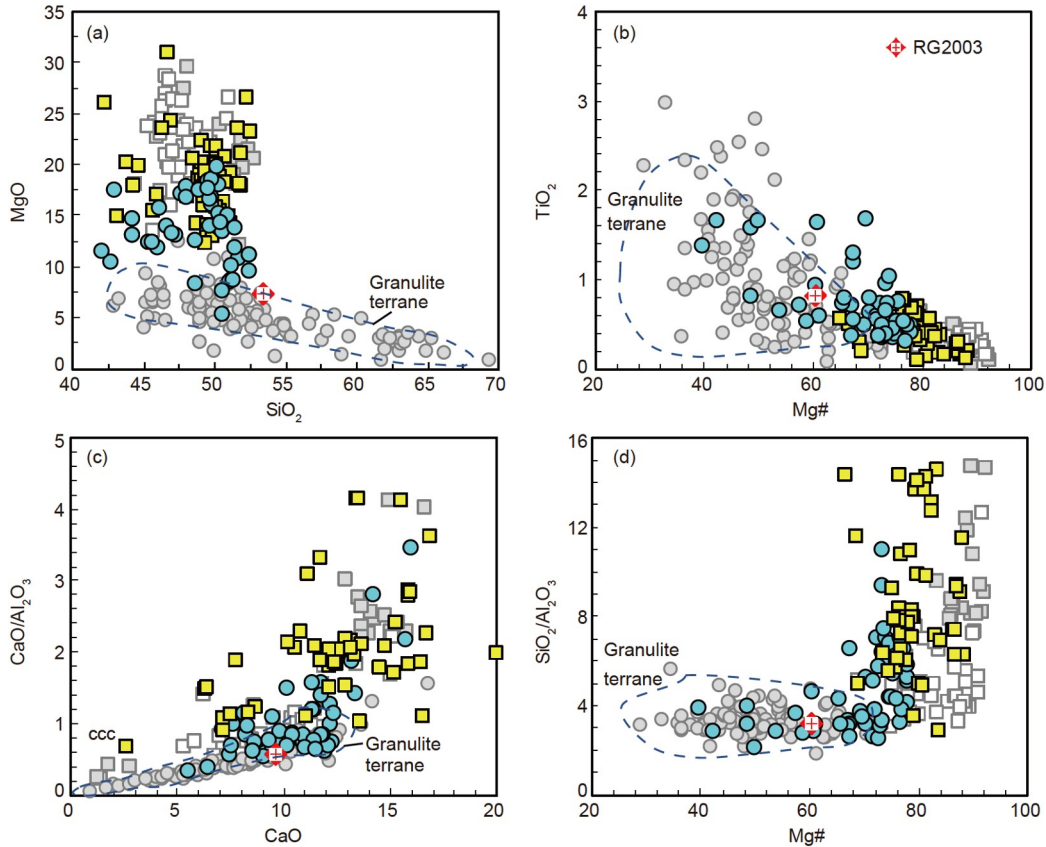 (a)
35
30
25
20
15
10
5
0
MgO
Granulite
terrane
40 45 50 55 60 65 70
SiO₂
(b)
RG2003
4
3
2
1
0
TiO₂
Granulite
terrane
20 40 60 80 100
Mg#
(c)
5
4
3
2
1
0
CaO/Al₂O₃
ccc
Granulite
terrane
0 5 10 15 20
CaO
(d)
16
12
8
4
0
SiO₂/Al₂O₃
Granulite
terrane
20 40 60 80 100
Mg#